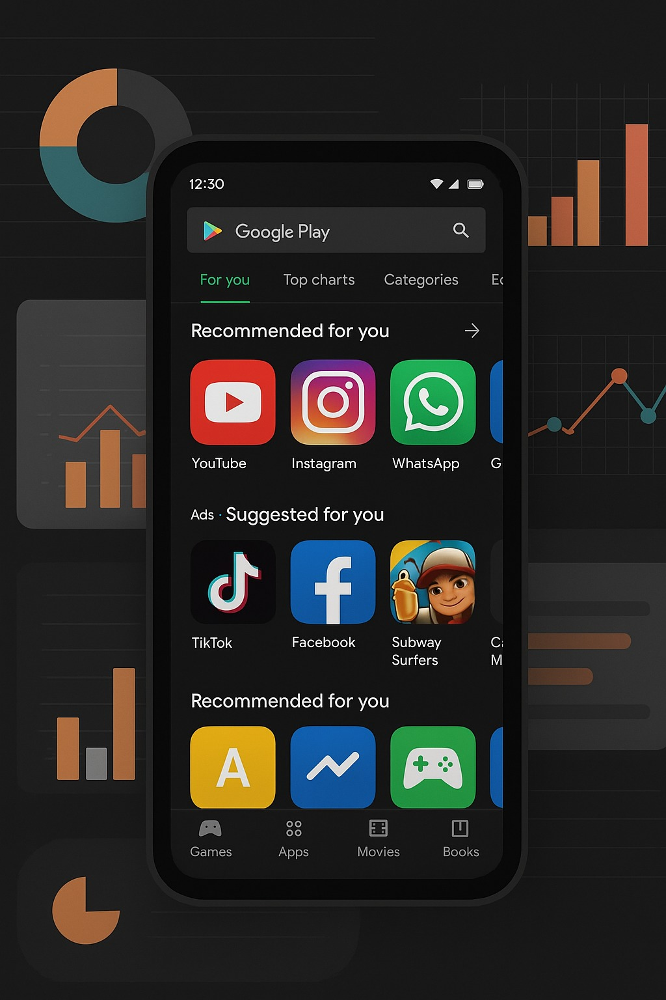 12:30
Google Play
For you Top charts Categories Ec
Recommended for you
YouTube Instagram WhatsApp G
Ads · Suggested for you
TikTok Facebook Subway Surfers
Recommended for you
A
Games Apps Movies Books